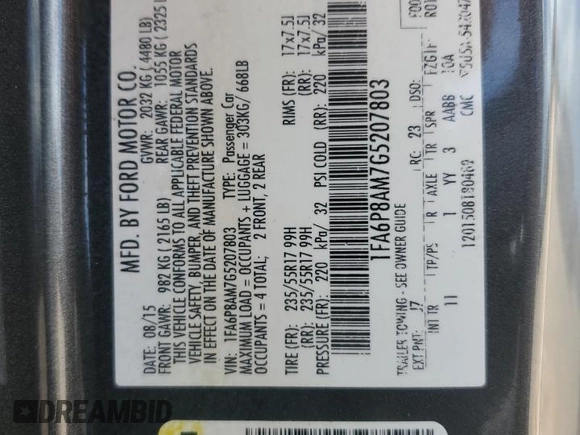 MFD. BY FORD MOTOR CO.
DATE: 08/15 GVWR: 2032 KG ( 4480 LB)
FRONT GAWR: 982 KG ( 2165 LB) REAR GAWR: 1055 KG ( 2325 LB)
THIS VEHICLE CONFORMS TO ALL APPLICABLE FEDERAL MOTOR
VEHICLE SAFETY, BUMPER, AND THEFT PREVENTION STANDARDS
IN EFFECT ON THE DATE OF MANUFACTURE SHOWN ABOVE.
VIN: 1FA6P8AM7G5207803 TYPE: Passenger Car
MAXIMUM LOAD = OCCUPANTS + LUGGAGE = 303KG/ 668LB
OCCUPANTS = 4 TOTAL; 2 FRONT, 2 REAR
TIRE (FR): 235/55R17 99H RIMS (FR): 17x7.5J
(RR): 235/55R17 99H (RR): 17x7.5J
PRESSURE (FR): 220 kPa/ 32 PSI COLD (RR): 220 kPa/ 32
1FA6P8AM7G5207803
TRAILER TOWING - SEE OWNER GUIDE
EXT PNT: J7 RC: 23 DSO:
INT TR TP/PS R AXLE TR SPR
11 1 YY 3 AABB
CMC
DREAMBID